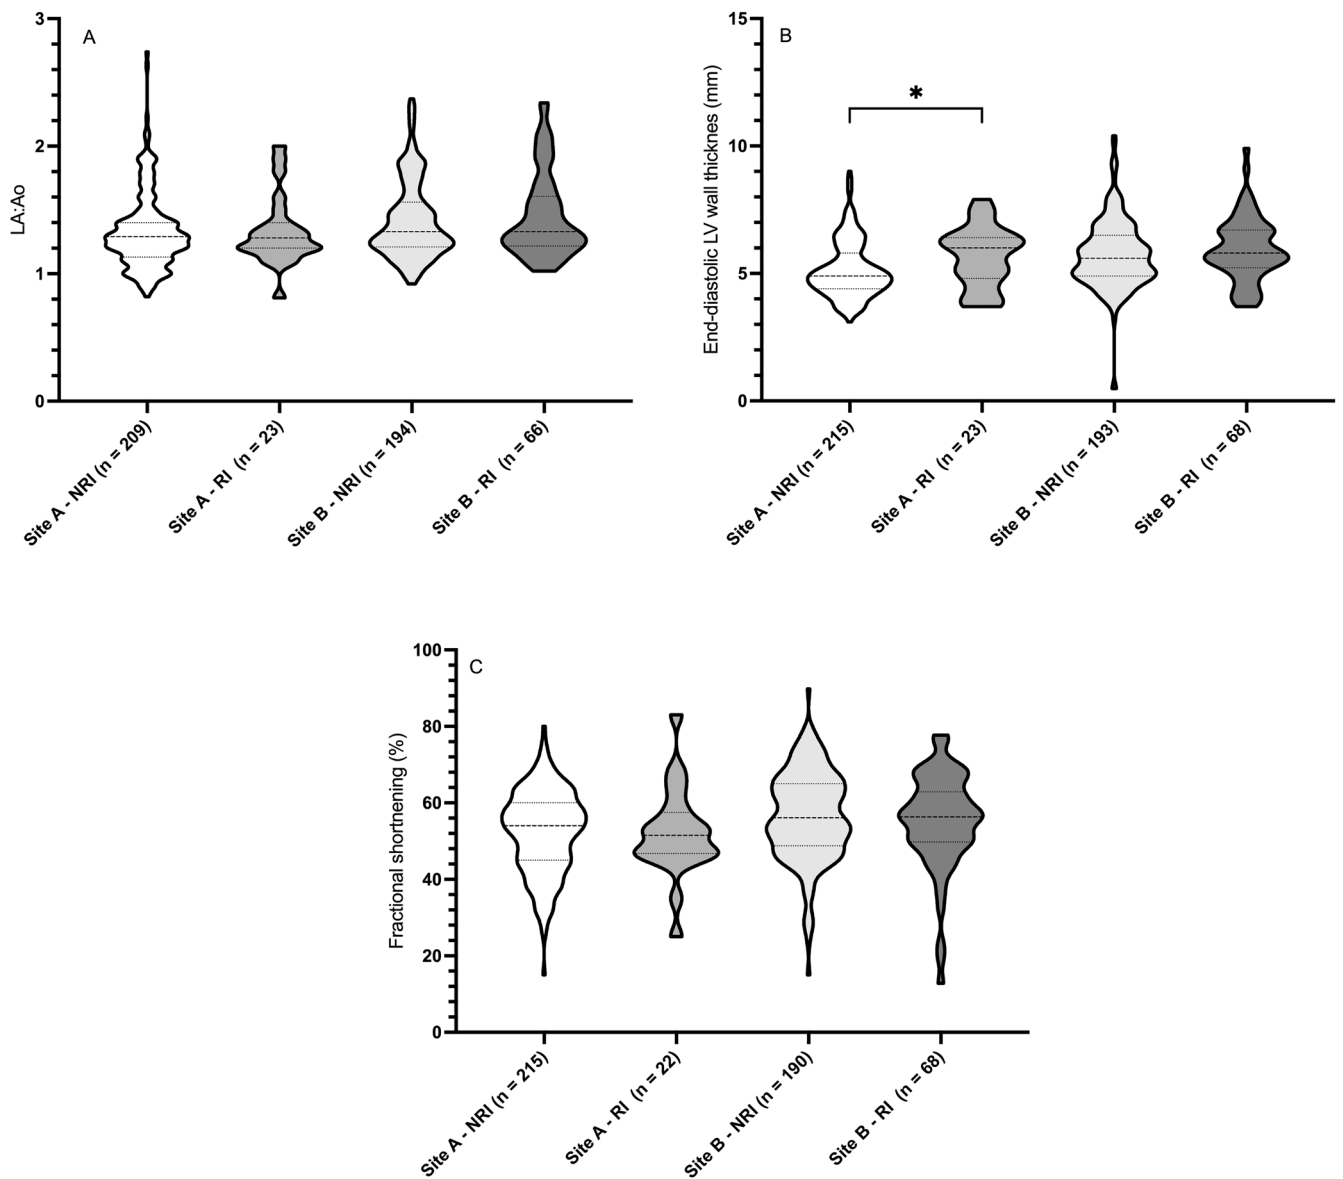 A
LA:Ao
3
2
1
0
Site A - NRI (n = 209)
Site A - RI (n = 23)
Site B - NRI (n = 194)
Site B - RI (n = 66)
B
End-diastolic LV wall thicknes (mm)
15
10
5
0
*
Site A - NRI (n = 215)
Site A - RI (n = 23)
Site B - NRI (n = 193)
Site B - RI (n = 68)
C
Fractional shortnening (%)
100
80
60
40
20
0
Site A - NRI (n = 215)
Site A - RI (n = 22)
Site B - NRI (n = 190)
Site B - RI (n = 68)